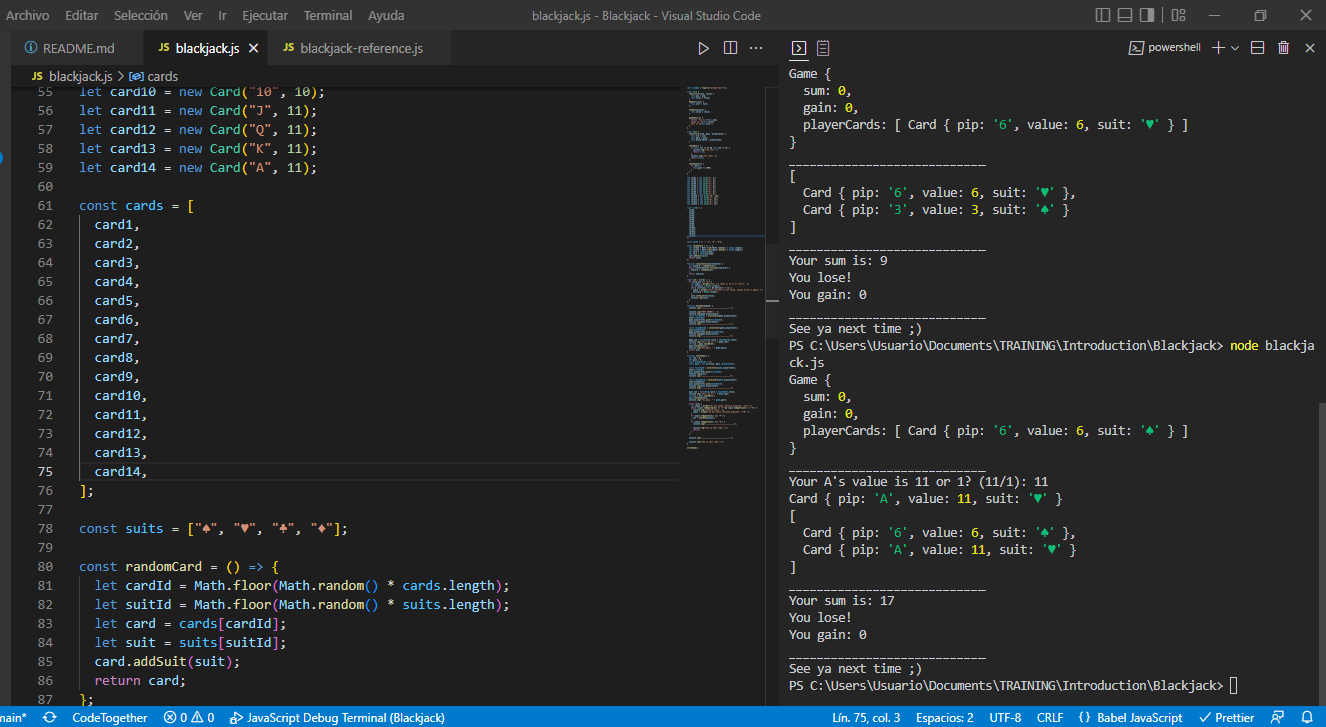 Archivo Editar Selección Ver Ir Ejecutar Terminal Ayuda blackjack.js - Blackjack - Visual Studio Code
README.md JS blackjack.js JS blackjack-reference.js
JS blackjack.js > cards
55 let card10 = new Card("10", 10);
56 let card11 = new Card("J", 11);
57 let card12 = new Card("Q", 11);
58 let card13 = new Card("K", 11);
59 let card14 = new Card("A", 11);
60
61 const cards = [
62 card1,
63 card2,
64 card3,
65 card4,
66 card5,
67 card6,
68 card7,
69 card8,
70 card9,
71 card10,
72 card11,
73 card12,
74 card13,
75 card14,
76 ];
77
78 const suits = ["♠", "♥", "♣", "♦"];
79
80 const randomCard = () => {
81 let cardId = Math.floor(Math.random() * cards.length);
82 let suitId = Math.floor(Math.random() * suits.length);
83 let card = cards[cardId];
84 let suit = suits[suitId];
85 card.addSuit(suit);
86 return card;
87 };
powershell
Game {
sum: 0,
gain: 0,
playerCards: [ Card { pip: '6', value: 6, suit: '♥' } ]
}
__________________________
[
Card { pip: '6', value: 6, suit: '♥' },
Card { pip: '3', value: 3, suit: '♠' }
]
__________________________
Your sum is: 9
You lose!
You gain: 0
__________________________
See ya next time ;)
PS C:\Users\Usuario\Documents\TRAINING\Introduction\Blackjack> node blackja
ck.js
Game {
sum: 0,
gain: 0,
playerCards: [ Card { pip: '6', value: 6, suit: '♠' } ]
}
__________________________
Your A's value is 11 or 1? (11/1): 11
Card { pip: 'A', value: 11, suit: '♥' }
[
Card { pip: '6', value: 6, suit: '♠' },
Card { pip: 'A', value: 11, suit: '♥' }
]
__________________________
Your sum is: 17
You lose!
You gain: 0
__________________________
See ya next time ;)
PS C:\Users\Usuario\Documents\TRAINING\Introduction\Blackjack>
main* CodeTogether 0 0 JavaScript Debug Terminal (Blackjack) Lín. 75, col. 3 Espacios: 2 UTF-8 CRLF {} Babel JavaScript Prettier